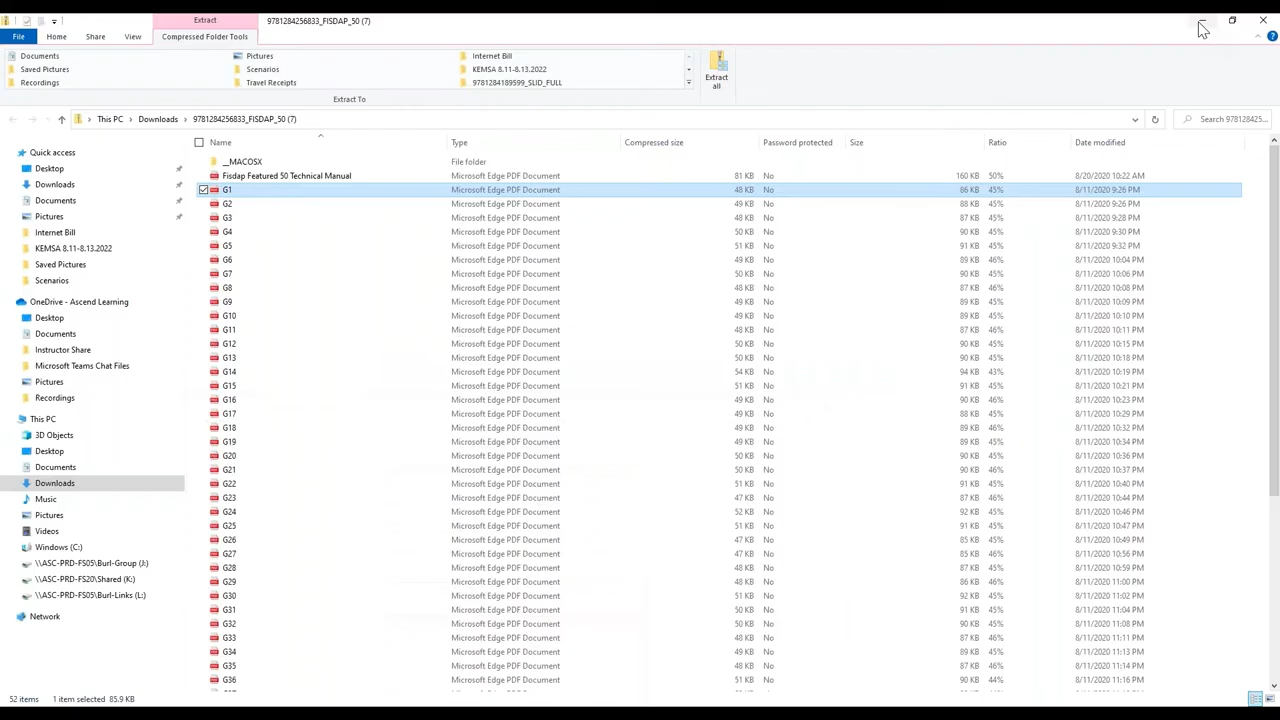 Extract 9781284256833_FISDAP_50 (7)
File Home Share View Compressed Folder Tools
Documents Pictures Internet Bill
Saved Pictures Scenarios KEMSA 8.11-8.13.2022
Recordings Travel Receipts 9781284189599_SLID_FULL
Extract all
Extract To
This PC > Downloads > 9781284256833_FISDAP_50 (7) Search 978128425...
Name Type Compressed size Password protected Size Ratio Date modified
Quick access
Desktop
Downloads
Documents
Pictures
Internet Bill
KEMSA 8.11-8.13.2022
Saved Pictures
Scenarios
OneDrive - Ascend Learning
Desktop
Documents
Instructor Share
Microsoft Teams Chat Files
Pictures
Recordings
This PC
3D Objects
Desktop
Documents
Downloads
Music
Pictures
Videos
Windows (C:)
\\ASC-PRD-FS05\Burl-Group (I:)
\\ASC-PRD-FS20\Shared (K:)
\\ASC-PRD-FS05\Burl-Links (L:)
Network
__MACOSX File folder
Fisdap Featured 50 Technical Manual Microsoft Edge PDF Document 81 KB No 160 KB 50% 8/20/2020 10:22 AM
G1 Microsoft Edge PDF Document 48 KB No 86 KB 45% 8/11/2020 9:26 PM
G2 Microsoft Edge PDF Document 49 KB No 88 KB 45% 8/11/2020 9:26 PM
G3 Microsoft Edge PDF Document 48 KB No 87 KB 45% 8/11/2020 9:28 PM
G4 Microsoft Edge PDF Document 50 KB No 90 KB 45% 8/11/2020 9:30 PM
G5 Microsoft Edge PDF Document 51 KB No 91 KB 45% 8/11/2020 9:32 PM
G6 Microsoft Edge PDF Document 49 KB No 89 KB 46% 8/11/2020 10:04 PM
G7 Microsoft Edge PDF Document 50 KB No 90 KB 45% 8/11/2020 10:06 PM
G8 Microsoft Edge PDF Document 48 KB No 87 KB 46% 8/11/2020 10:08 PM
G9 Microsoft Edge PDF Document 49 KB No 89 KB 45% 8/11/2020 10:09 PM
G10 Microsoft Edge PDF Document 49 KB No 90 KB 46% 8/11/2020 10:10 PM
G11 Microsoft Edge PDF Document 48 KB No 87 KB 46% 8/11/2020 10:11 PM
G12 Microsoft Edge PDF Document 50 KB No 90 KB 45% 8/11/2020 10:15 PM
G13 Microsoft Edge PDF Document 50 KB No 90 KB 45% 8/11/2020 10:18 PM
G14 Microsoft Edge PDF Document 54 KB No 94 KB 43% 8/11/2020 10:19 PM
G15 Microsoft Edge PDF Document 51 KB No 91 KB 45% 8/11/2020 10:21 PM
G16 Microsoft Edge PDF Document 49 KB No 90 KB 46% 8/11/2020 10:23 PM
G17 Microsoft Edge PDF Document 49 KB No 88 KB 45% 8/11/2020 10:29 PM
G18 Microsoft Edge PDF Document 49 KB No 89 KB 46% 8/11/2020 10:32 PM
G19 Microsoft Edge PDF Document 49 KB No 89 KB 46% 8/11/2020 10:34 PM
G20 Microsoft Edge PDF Document 50 KB No 90 KB 45% 8/11/2020 10:36 PM
G21 Microsoft Edge PDF Document 50 KB No 90 KB 46% 8/11/2020 10:37 PM
G22 Microsoft Edge PDF Document 51 KB No 91 KB 45% 8/11/2020 10:40 PM
G23 Microsoft Edge PDF Document 47 KB No 87 KB 46% 8/11/2020 10:44 PM
G24 Microsoft Edge PDF Document 52 KB No 92 KB 45% 8/11/2020 10:46 PM
G25 Microsoft Edge PDF Document 51 KB No 91 KB 45% 8/11/2020 10:47 PM
G26 Microsoft Edge PDF Document 47 KB No 86 KB 46% 8/11/2020 10:49 PM
G27 Microsoft Edge PDF Document 47 KB No 85 KB 46% 8/11/2020 10:56 PM
G28 Microsoft Edge PDF Document 48 KB No 87 KB 46% 8/11/2020 10:59 PM
G29 Microsoft Edge PDF Document 48 KB No 86 KB 46% 8/11/2020 11:00 PM
G30 Microsoft Edge PDF Document 51 KB No 92 KB 46% 8/11/2020 11:02 PM
G31 Microsoft Edge PDF Document 50 KB No 91 KB 45% 8/11/2020 11:04 PM
G32 Microsoft Edge PDF Document 50 KB No 90 KB 46% 8/11/2020 11:08 PM
G33 Microsoft Edge PDF Document 48 KB No 87 KB 46% 8/11/2020 11:11 PM
G34 Microsoft Edge PDF Document 49 KB No 89 KB 46% 8/11/2020 11:13 PM
G35 Microsoft Edge PDF Document 48 KB No 87 KB 46% 8/11/2020 11:14 PM
G36 Microsoft Edge PDF Document 51 KB No 90 KB 44% 8/11/2020 11:16 PM
52 items 1 item selected 85.9 KB